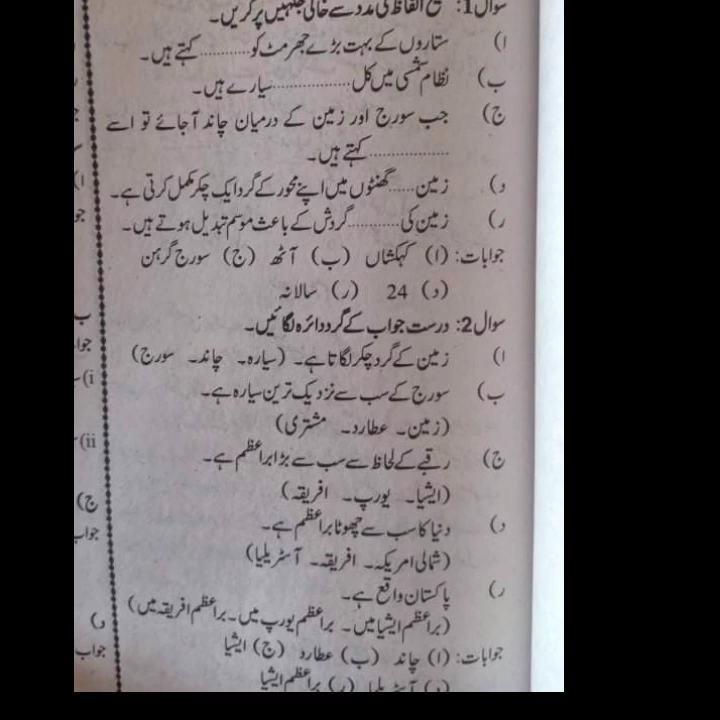 سوال 1: صحیح الفاظ کی مدد سے خالی جگہیں پر کریں۔
ا) ستاروں کے بہت بڑے جھرمٹ کو ............ کہتے ہیں۔
ب) نظام شمسی میں کل .................... سیارے ہیں۔
ج) جب سورج اور زمین کے درمیان چاند آجائے تو اسے
.................... کہتے ہیں۔
د) زمین ...... گھنٹوں میں اپنے محور کے گرد ایک چکر مکمل کرتی ہے۔
ر) زمین کی ............ گردش کے باعث موسم تبدیل ہوتے ہیں۔
جوابات: (ا) کہکشاں (ب) آٹھ (ج) سورج گرہن
(د) 24 (ر) سالانہ
سوال 2: درست جواب کے گرد دائرہ لگائیں۔
ا) زمین کے گرد چکر لگاتا ہے۔ (سیارہ۔ چاند۔ سورج)
ب) سورج کے سب سے نزدیک ترین سیارہ ہے۔
(زمین۔ عطارد۔ مشتری)
ج) رقبے کے لحاظ سے سب سے بڑا براعظم ہے۔
(ایشیا۔ یورپ۔ افریقہ)
د) دنیا کا سب سے چھوٹا براعظم ہے۔
(شمالی امریکہ۔ افریقہ۔ آسٹریلیا)
ر) پاکستان واقع ہے۔
(براعظم ایشیا میں۔ براعظم یورپ میں۔ براعظم افریقہ میں)
جوابات: (ا) چاند (ب) عطارد (ج) ایشیا
(د) آسٹریلیا (ر) براعظم ایشیا
ب
جوا
i)
ii)
ج)
جواب
د)
جواب